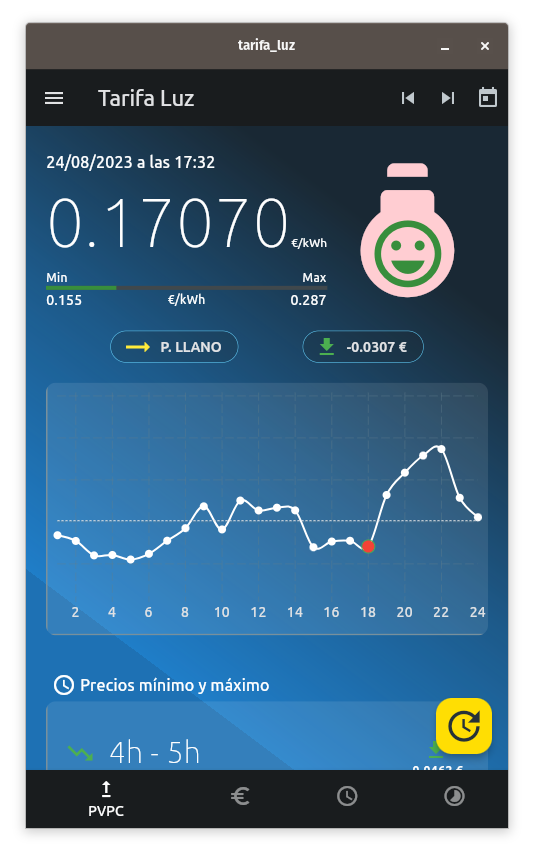 tarifa_luz
Tarifa Luz
24/08/2023 a las 17:32
0.17070 €/kWh
Min Max
0.155 €/kWh 0.287
P. LLANO -0.0307 €
2 4 6 8 10 12 14 16 18 20 22 24
Precios mínimo y máximo
4h - 5h
PVPC